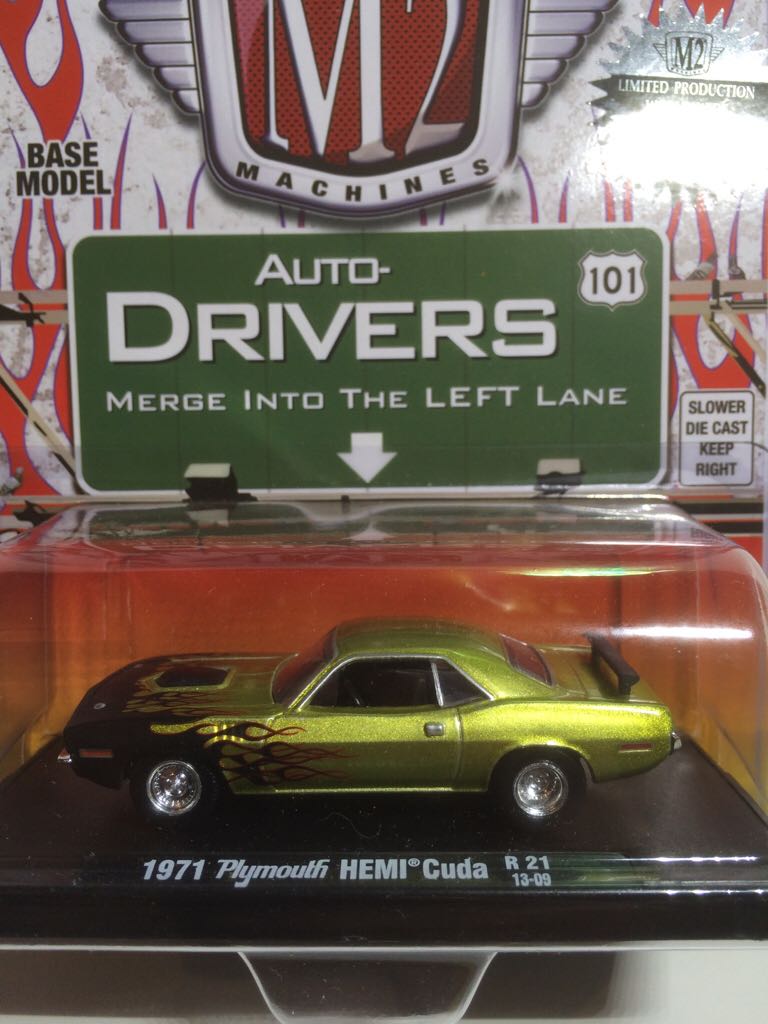 M2
MACHINES
M2
LIMITED PRODUCTION
BASE
MODEL
AUTO-
DRIVERS
101
MERGE INTO THE LEFT LANE
SLOWER
DIE CAST
KEEP
RIGHT
1971 Plymouth HEMI® Cuda R 21
13-09